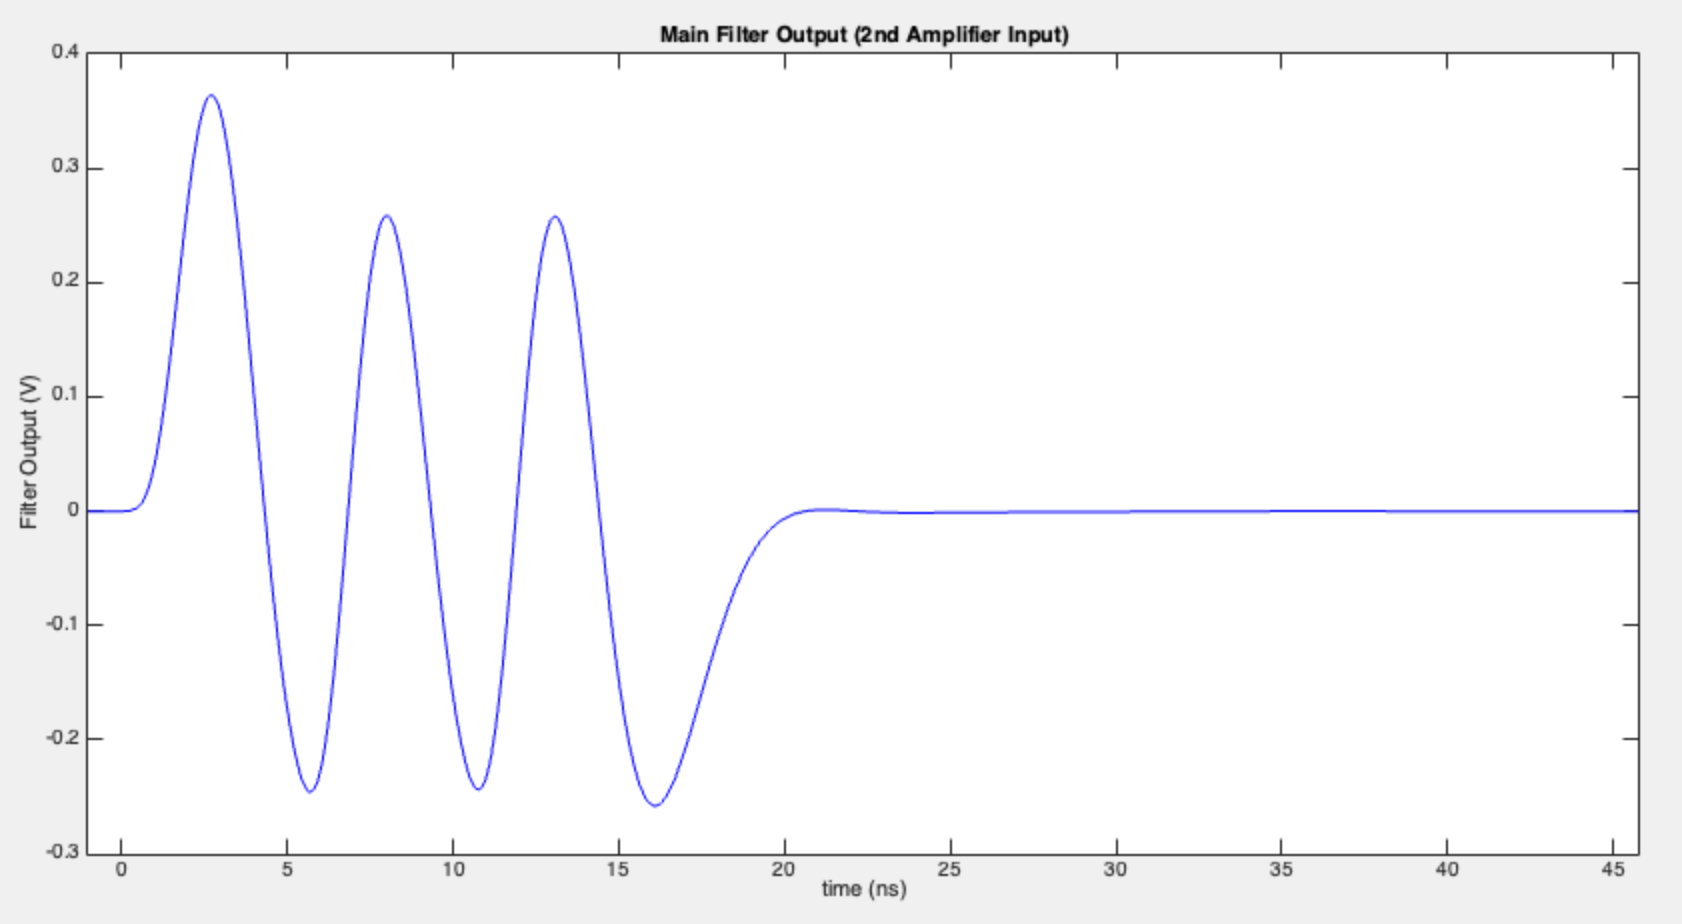 Main Filter Output (2nd Amplifier Input)
0.4
0.3
0.2
0.1
0
-0.1
-0.2
-0.3
Filter Output (V)
0 5 10 15 20 25 30 35 40 45
time (ns)